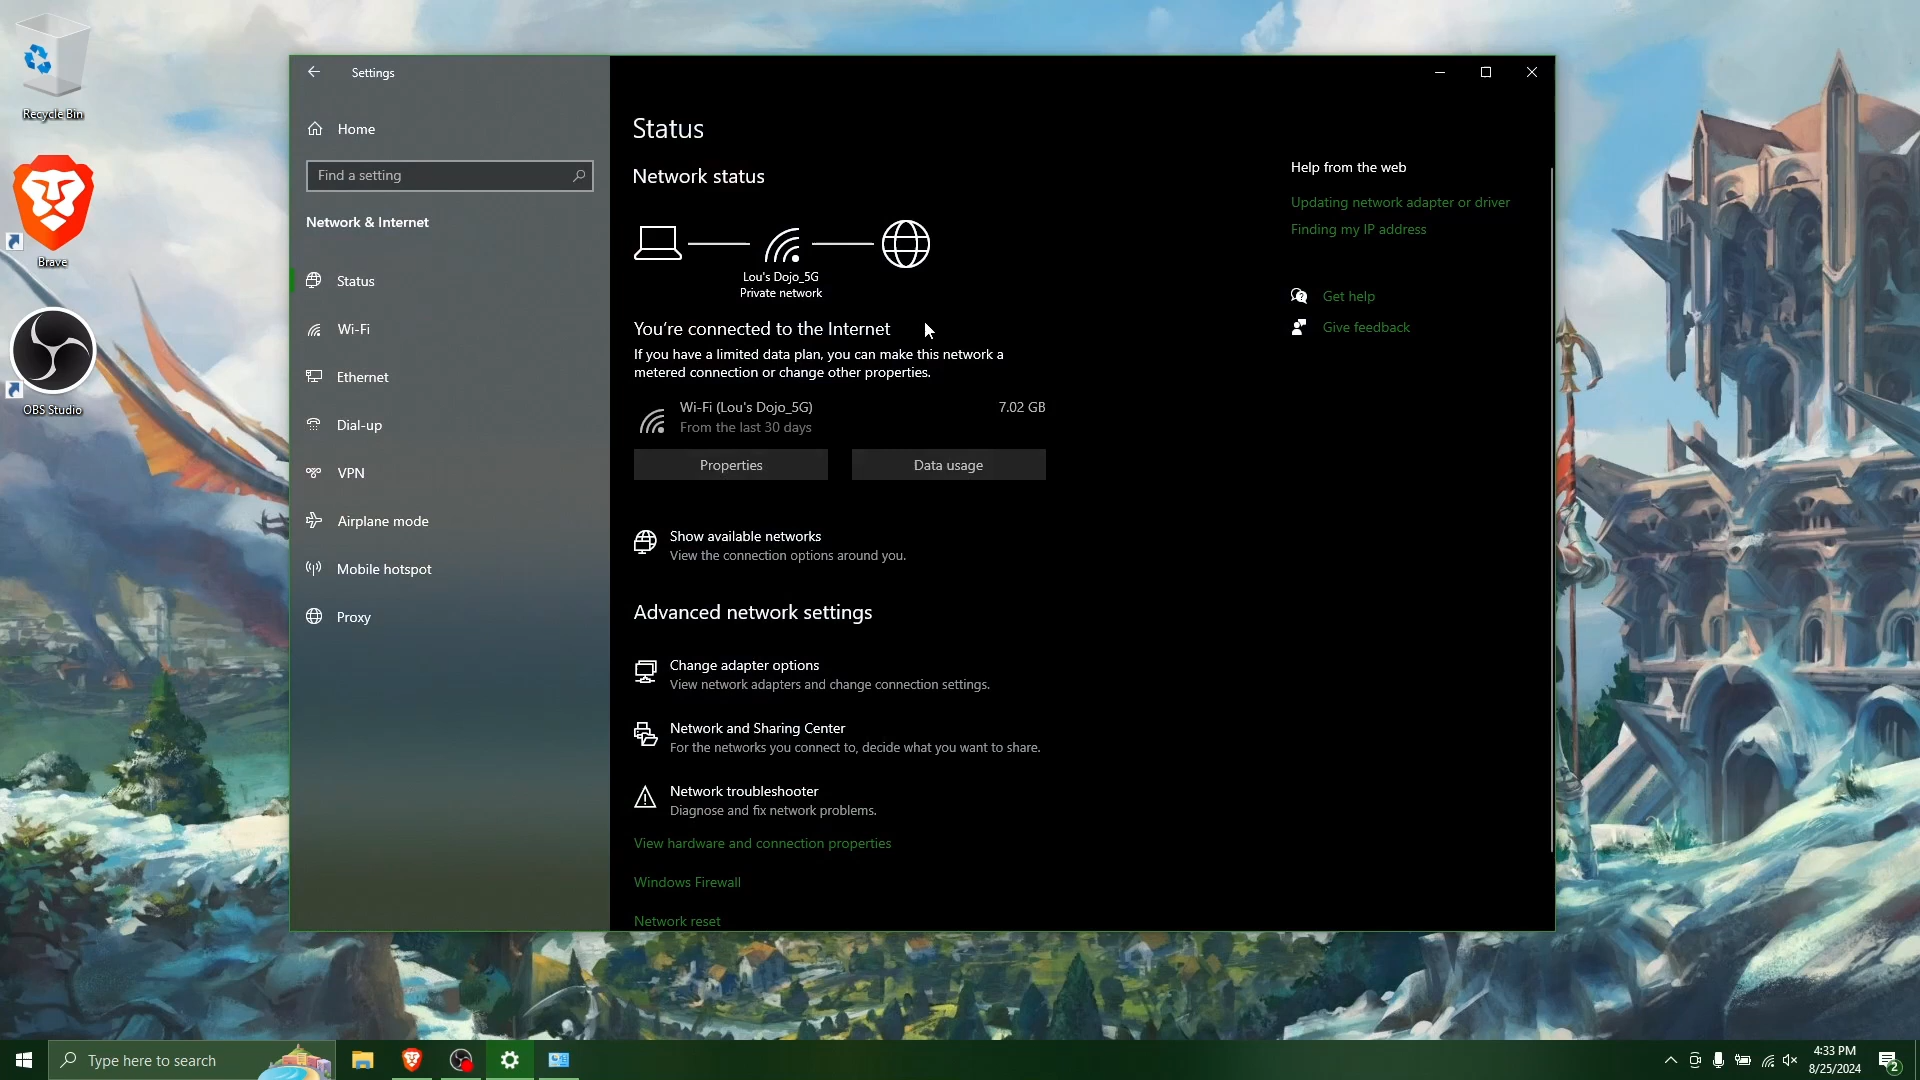 Recycle Bin
Brave
OBS Studio
Settings
Home
Find a setting
Network & Internet
Status
Wi-Fi
Ethernet
Dial-up
VPN
Airplane mode
Mobile hotspot
Proxy
Status
Network status
Lou's Dojo_5G
Private network
You're connected to the Internet
If you have a limited data plan, you can make this network a
metered connection or change other properties.
Wi-Fi (Lou's Dojo_5G)
7.02 GB
From the last 30 days
Properties
Data usage
Show available networks
View the connection options around you.
Advanced network settings
Change adapter options
View network adapters and change connection settings.
Network and Sharing Center
For the networks you connect to, decide what you want to share.
Network troubleshooter
Diagnose and fix network problems.
View hardware and connection properties
Windows Firewall
Network reset
Help from the web
Updating network adapter or driver
Finding my IP address
Get help
Give feedback
Type here to search
4:33 PM
8/25/2024
2